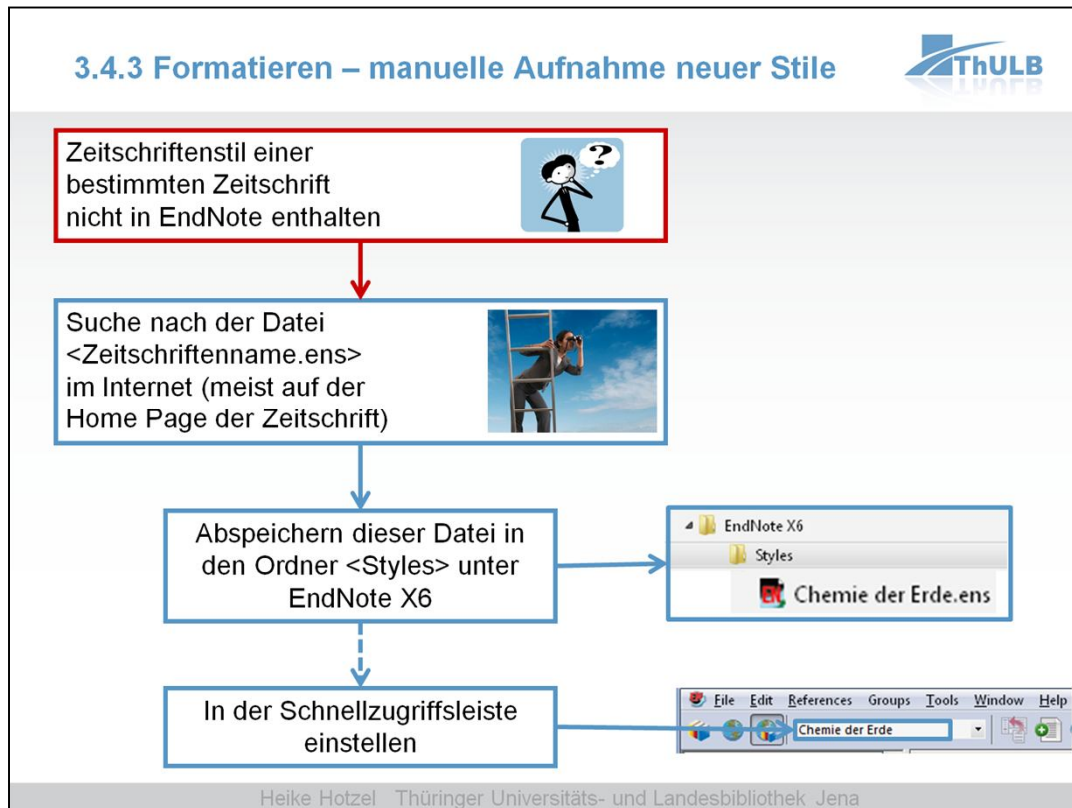 3.4.3 Formatieren – manuelle Aufnahme neuer Stile
ThULB
Zeitschriftenstil einer
bestimmten Zeitschrift
nicht in EndNote enthalten
?
Suche nach der Datei
<Zeitschriftenname.ens>
im Internet (meist auf der
Home Page der Zeitschrift)
Abspeichern dieser Datei in
den Ordner <Styles> unter
EndNote X6
EndNote X6
Styles
Chemie der Erde.ens
In der Schnellzugriffsleiste
einstellen
File Edit References Groups Tools Window Help
Chemie der Erde
Heike Hotzel Thüringer Universitäts- und Landesbibliothek Jena